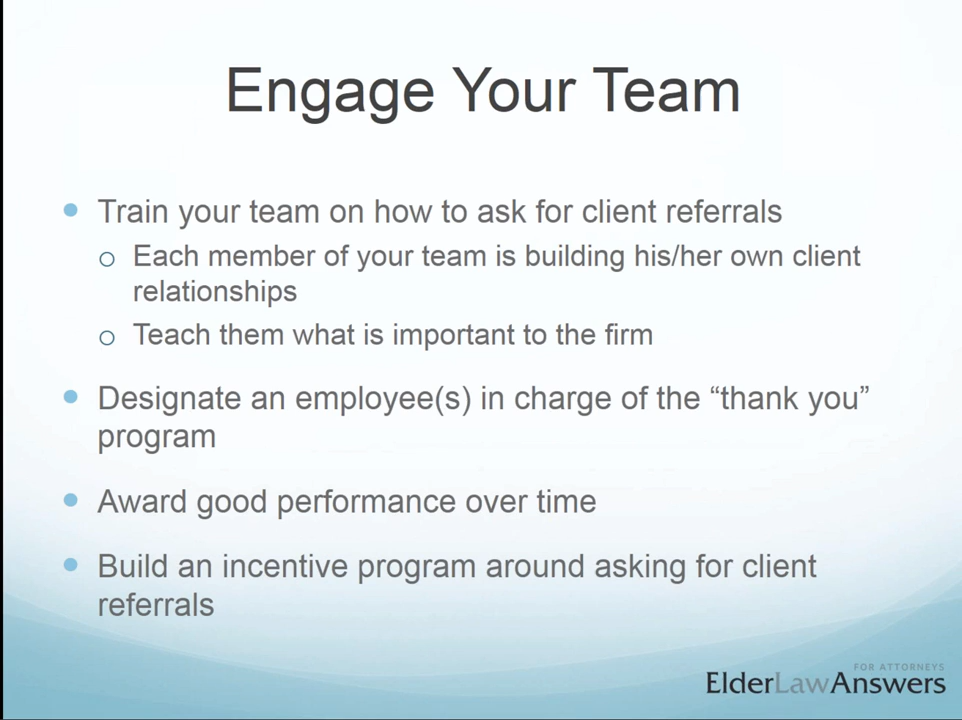 Engage Your Team
Train your team on how to ask for client referrals
Each member of your team is building his/her own client
relationships
Teach them what is important to the firm
Designate an employee(s) in charge of the “thank you”
program
Award good performance over time
Build an incentive program around asking for client
referrals
FOR ATTORNEYS
ElderLawAnswers